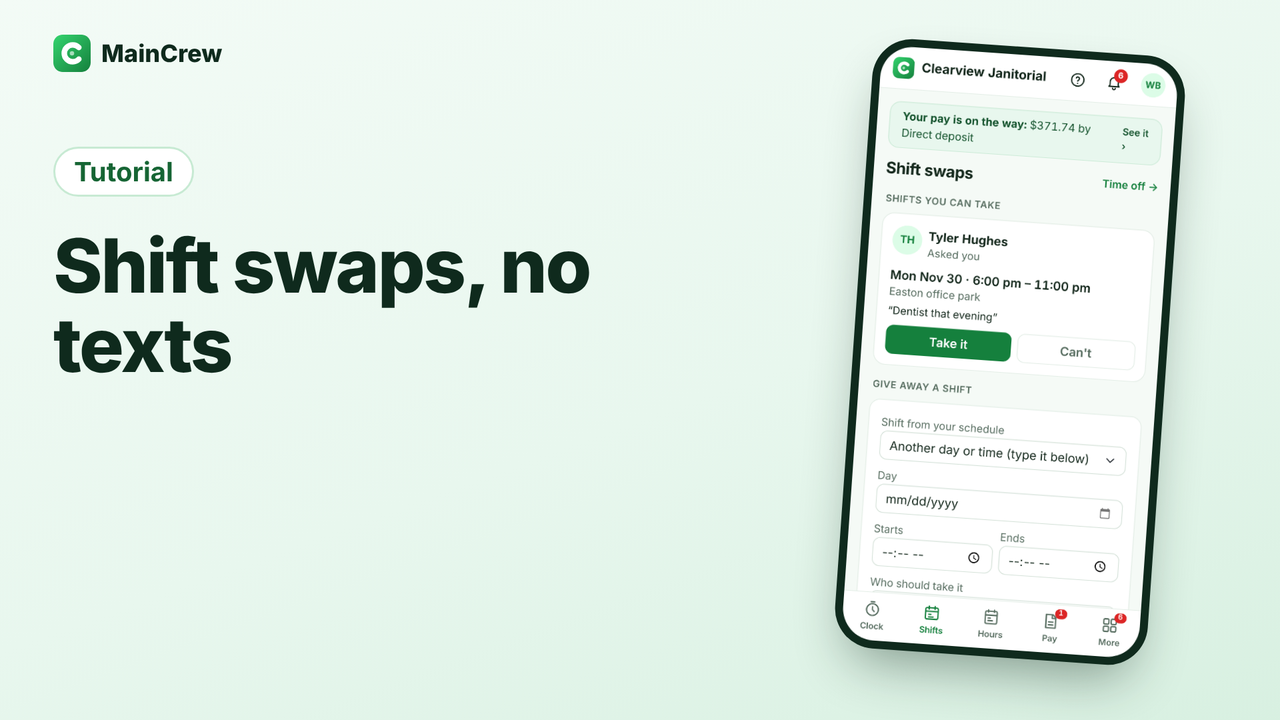 MainCrew
Tutorial
Shift swaps, no
texts
Clearview Janitorial
6
WB
Your pay is on the way: $371.74 by
Direct deposit
See it
›
Shift swaps
Time off →
SHIFTS YOU CAN TAKE
TH
Tyler Hughes
Asked you
Mon Nov 30 · 6:00 pm – 11:00 pm
Easton office park
“Dentist that evening”
Take it
Can't
GIVE AWAY A SHIFT
Shift from your schedule
Another day or time (type it below)
Day
mm/dd/yyyy
Starts
Ends
--:-- --
--:-- --
Who should take it
Clock
Shifts
Hours
1
Pay
6
More